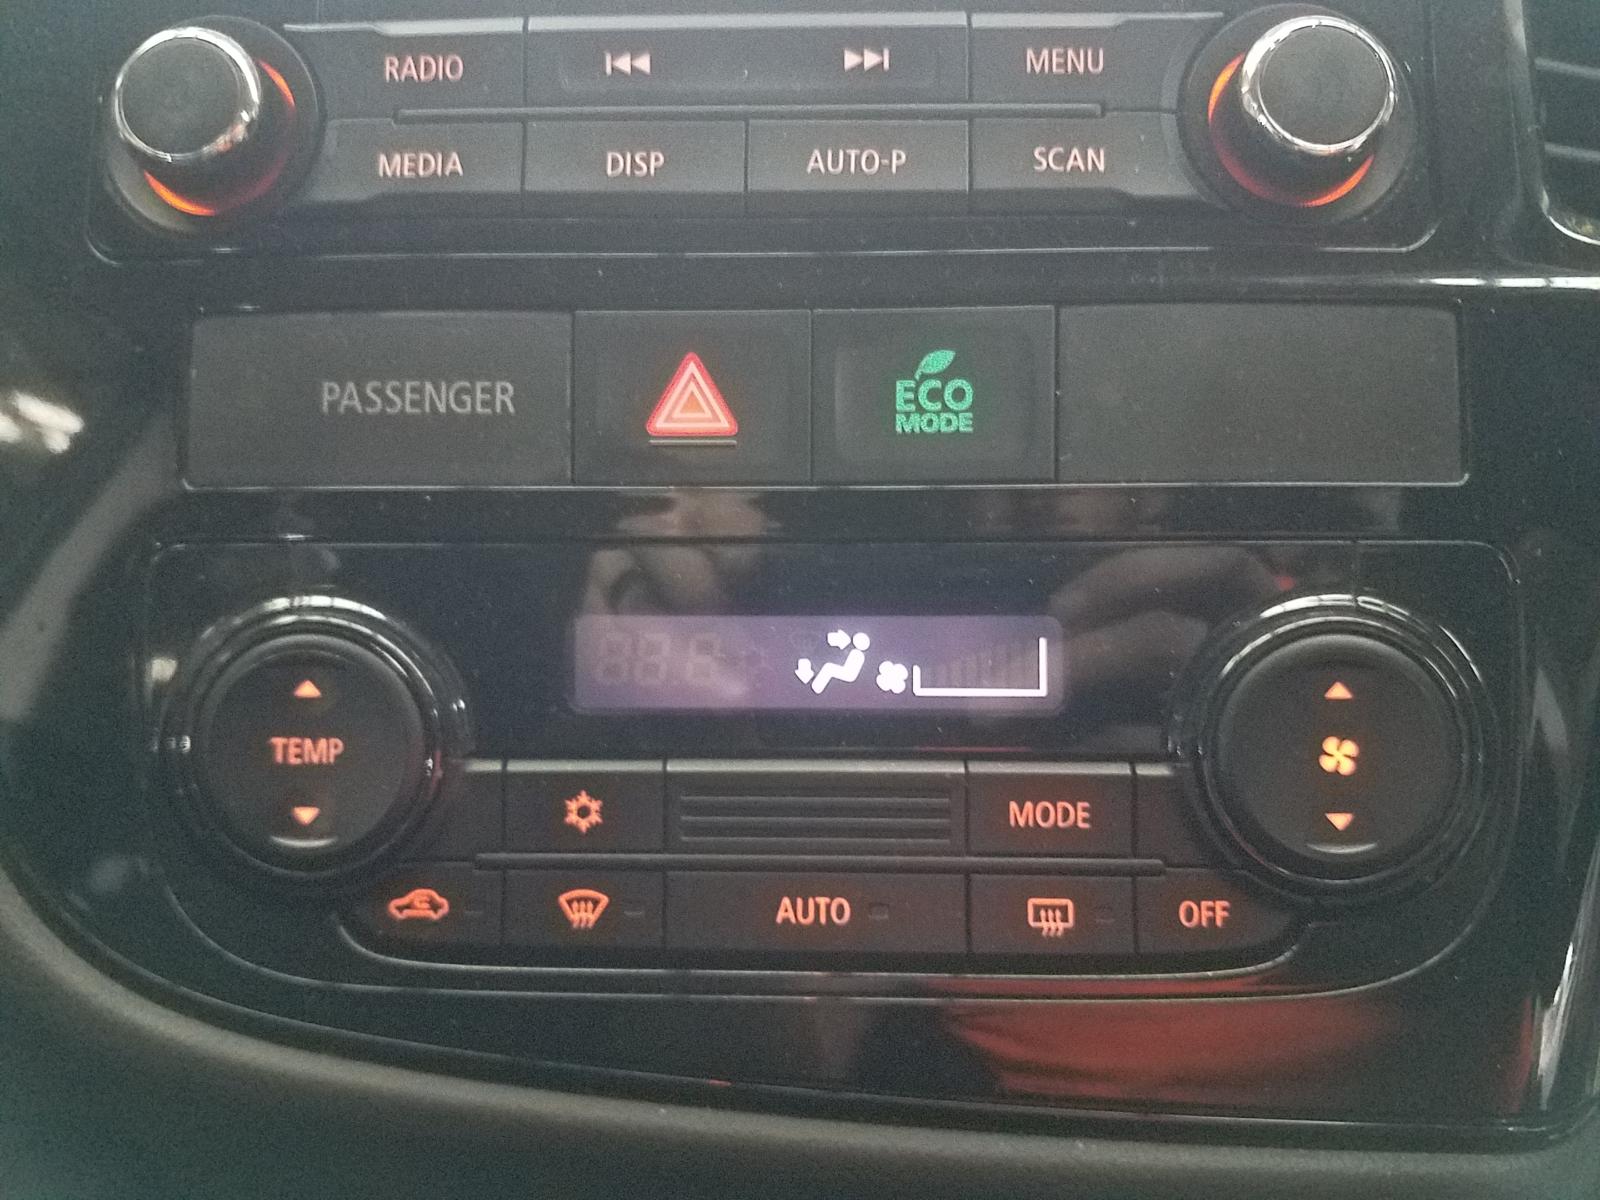 RADIO MENU
MEDIA DISP AUTO-P SCAN
PASSENGER ECO
MODE
TEMP
MODE
AUTO OFF